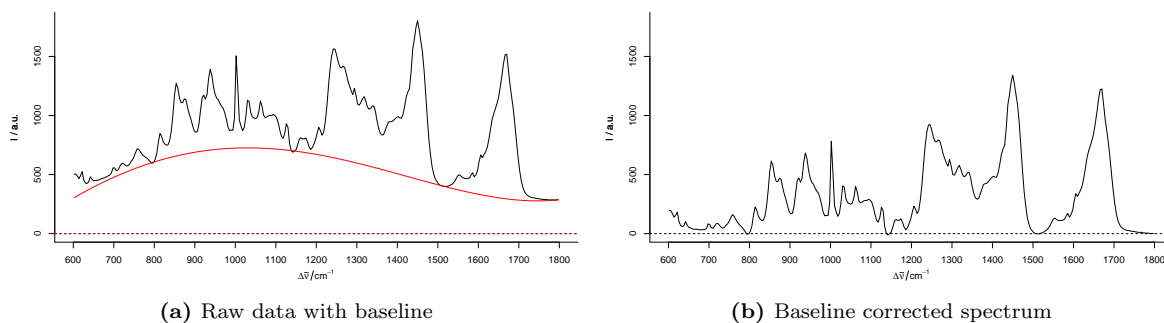 I / a.u.
1500
1000
500
0
600 700 800 900 1000 1100 1200 1300 1400 1500 1600 1700 1800
Δν̃/cm⁻¹
(a) Raw data with baseline
I / a.u.
1500
1000
500
0
600 700 800 900 1000 1100 1200 1300 1400 1500 1600 1700 1800
Δν̃/cm⁻¹
(b) Baseline corrected spectrum